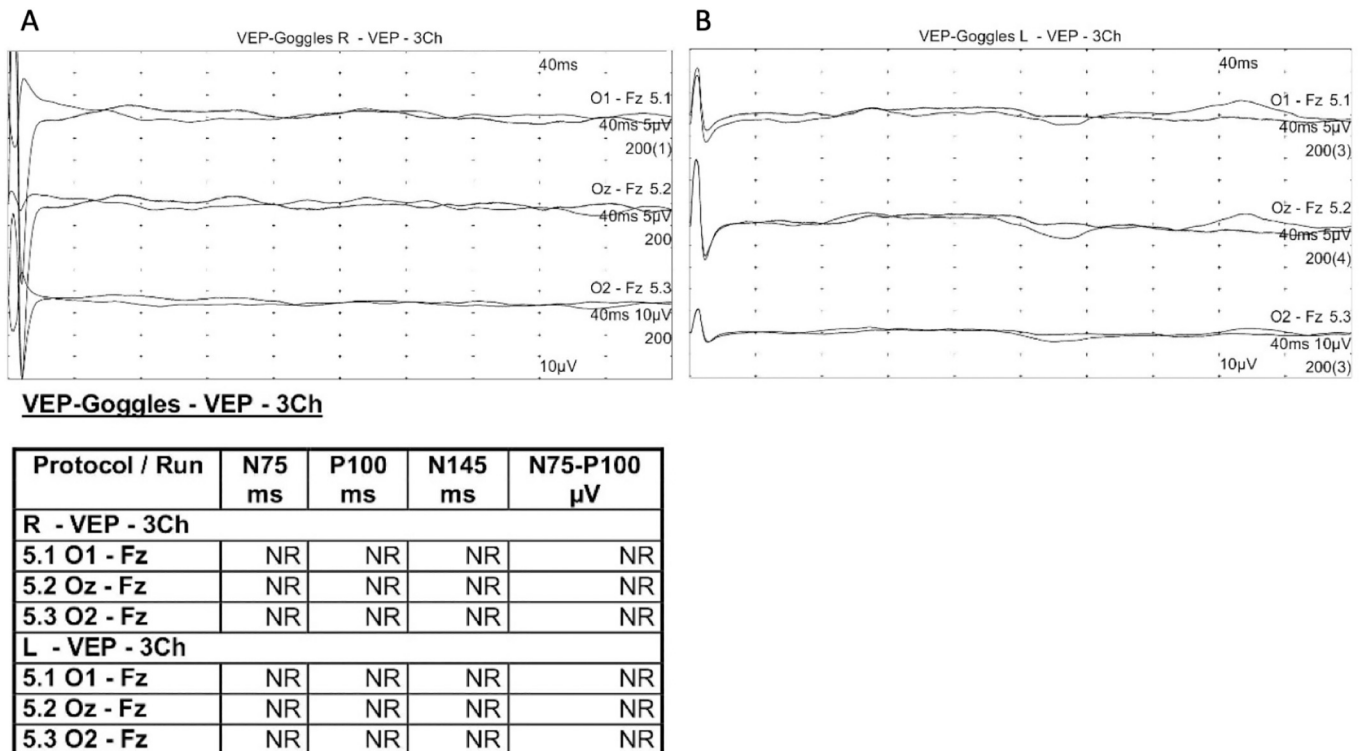 A
VEP-Goggles R - VEP - 3Ch
40ms
O1 - Fz 5.1
40ms 5µV
200(1)
Oz - Fz 5.2
40ms 5µV
200
O2 - Fz 5.3
40ms 10µV
200
10µV
B
VEP-Goggles L - VEP - 3Ch
40ms
O1 - Fz 5.1
40ms 5µV
200(3)
Oz - Fz 5.2
40ms 5µV
200(4)
O2 - Fz 5.3
40ms 10µV
10µV 200(3)
VEP-Goggles - VEP - 3Ch
Protocol / Run N75 ms P100 ms N145 ms N75-P100 µV
R - VEP - 3Ch
5.1 O1 - Fz NR NR NR NR
5.2 Oz - Fz NR NR NR NR
5.3 O2 - Fz NR NR NR NR
L - VEP - 3Ch
5.1 O1 - Fz NR NR NR NR
5.2 Oz - Fz NR NR NR NR
5.3 O2 - Fz NR NR NR NR